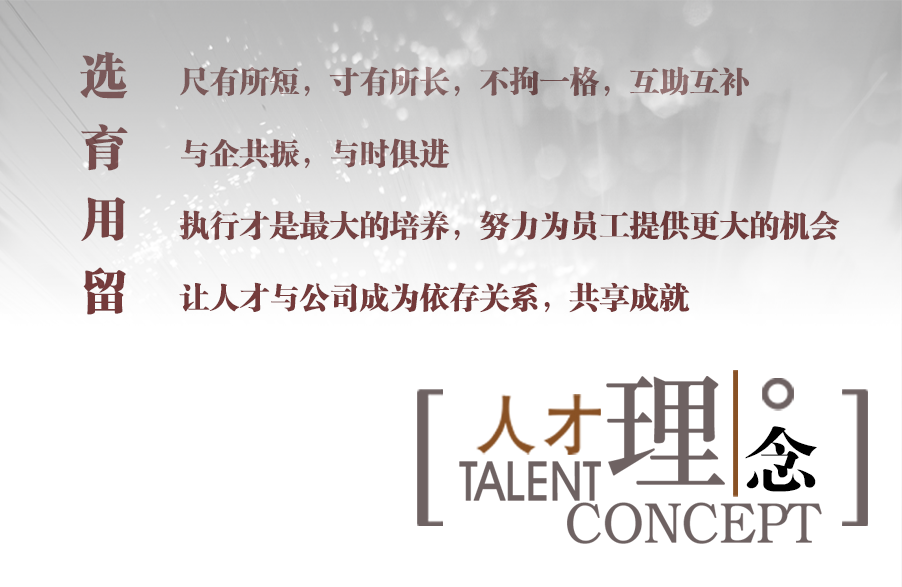 选 尺有所短，寸有所长，不拘一格，互助互补
育 与企共振，与时俱进
用 执行才是最大的培养，努力为员工提供更大的机会
留 让人才与公司成为依存关系，共享成就
人才理念
TALENT
CONCEPT